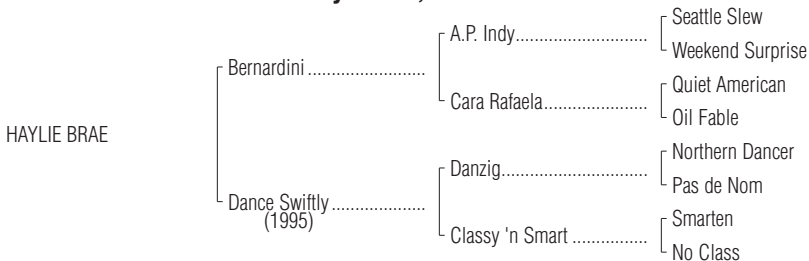 Seattle Slew
A.P. Indy..............................
Weekend Surprise
Bernardini...........................
Quiet American
Cara Rafaela........................
Oil Fable
HAYLIE BRAE
Northern Dancer
Danzig.................................
Pas de Nom
Dance Swiftly.....................
(1995)
Smarten
Classy 'n Smart.................
No Class